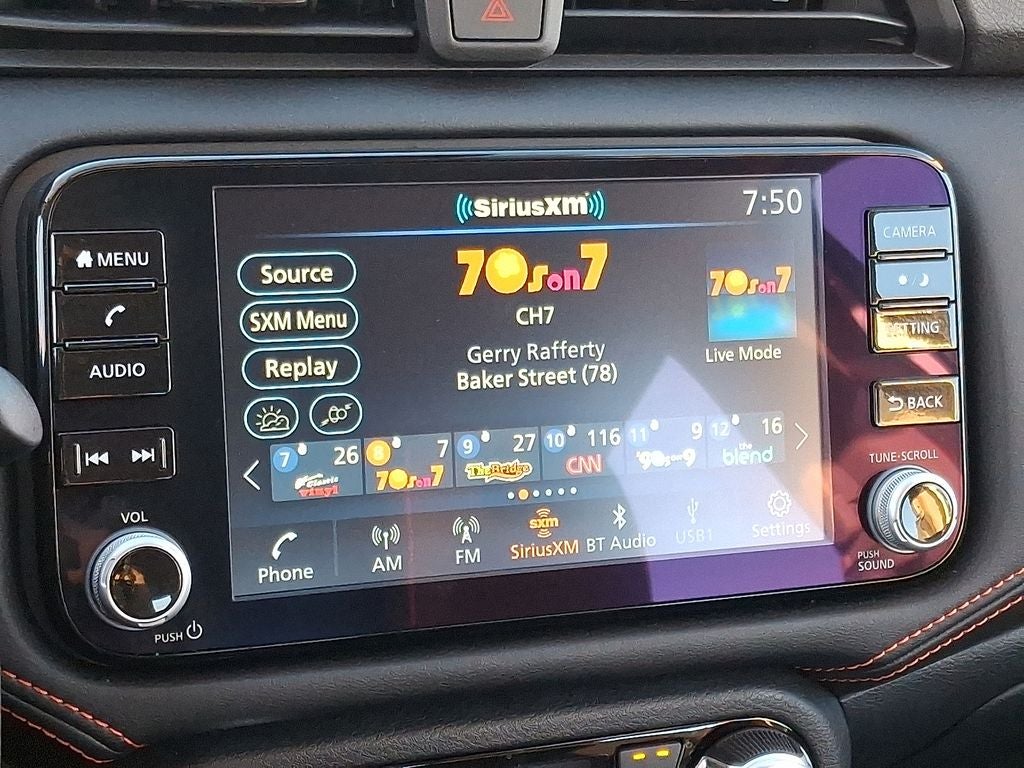 SiriusXM
7:50
MENU
AUDIO
VOL
PUSH
Source
SXM Menu
Replay
70s on 7
CH7
Gerry Rafferty
Baker Street (78)
70s on 7
Live Mode
7 26
Classic vinyl
8 7
70s on 7
9 27
The Bridge
10 116
CNN
11 9
90s on 9
12 16
the blend
Phone
AM
FM
sxm
SiriusXM
BT Audio
USB1
Settings
CAMERA
SETTING
BACK
TUNE·SCROLL
PUSH
SOUND